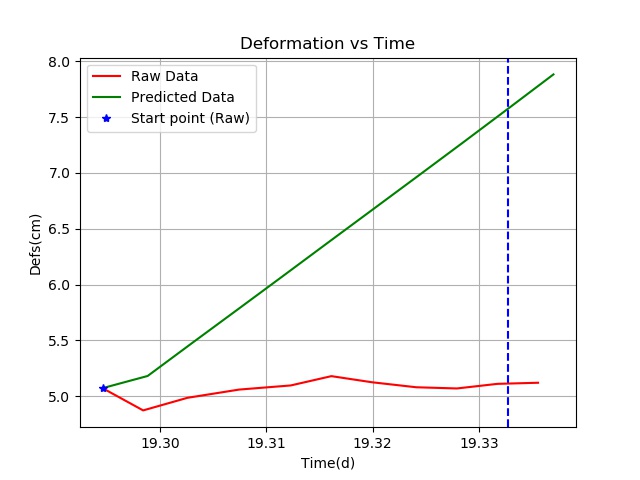 Deformation vs Time
Raw Data
Predicted Data
Start point (Raw)
8.0
7.5
7.0
6.5
6.0
5.5
5.0
Defs(cm)
19.30
19.31
19.32
19.33
Time(d)